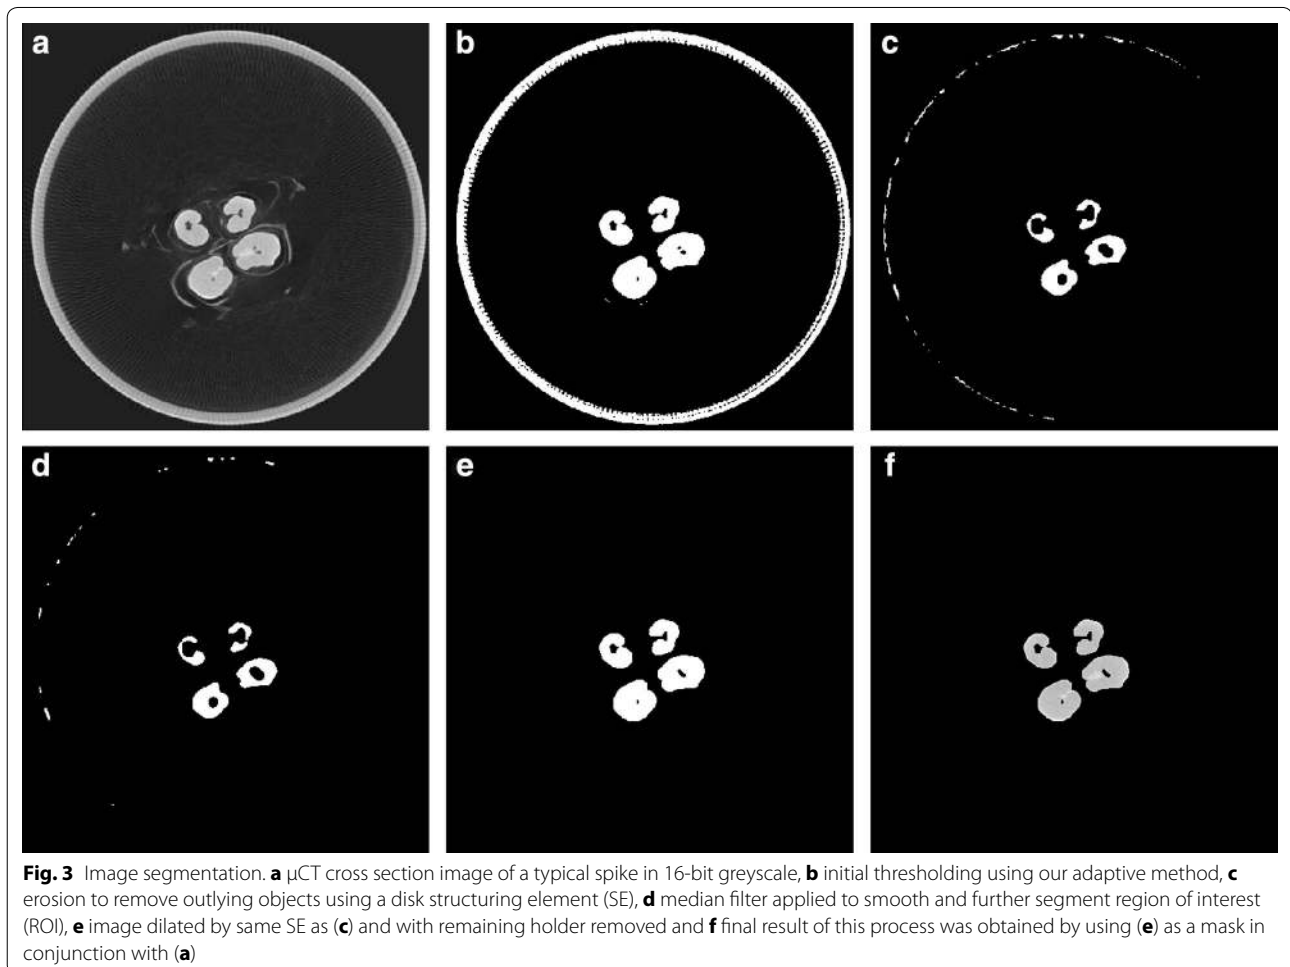 a
b
c
d
e
f
Fig. 3 Image segmentation. a µCT cross section image of a typical spike in 16-bit greyscale, b initial thresholding using our adaptive method, c
erosion to remove outlying objects using a disk structuring element (SE), d median filter applied to smooth and further segment region of interest
(ROI), e image dilated by same SE as (c) and with remaining holder removed and f final result of this process was obtained by using (e) as a mask in
conjunction with (a)